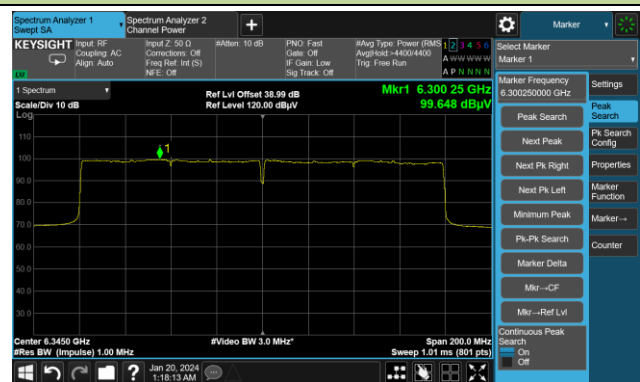 Spectrum Analyzer 1
Swept SA
Spectrum Analyzer 2
Channel Power
Marker
KEYSIGHT
Input: RF
Coupling: AC
Align: Auto
Input Z: 50 Ω
Corrections: Off
Freq Ref: Int (S)
NFE: Off
#Atten: 10 dB
PNO: Fast
Gate: Off
IF Gain: Low
Sig Track: Off
#Avg Type: Power (RMS
Avg|Hold:>4400/4400
Trig: Free Run
1 2 3 4 5 6
A W W W W W
A P N N N N
LXI
Select Marker
Marker 1
1 Spectrum
Scale/Div 10 dB
Ref Lvl Offset 38.99 dB
Ref Level 120.00 dBµV
Mkr1 6.300 25 GHz
99.648 dBµV
Log
110
100
90.0
80.0
70.0
60.0
50.0
40.0
30.0
1
Center 6.3450 GHz
#Res BW (Impulse) 1.00 MHz
#Video BW 3.0 MHz*
Span 200.0 MHz
Sweep 1.01 ms (801 pts)
Marker Frequency
6.300250000 GHz
Peak Search
Next Peak
Next Pk Right
Next Pk Left
Minimum Peak
Pk-Pk Search
Marker Delta
Mkr→CF
Mkr→Ref Lvl
Continuous Peak
Search
On
Off
Settings
Peak
Search
Pk Search
Config
Properties
Marker
Function
Marker→
Counter
Jan 20, 2024
1:18:13 AM